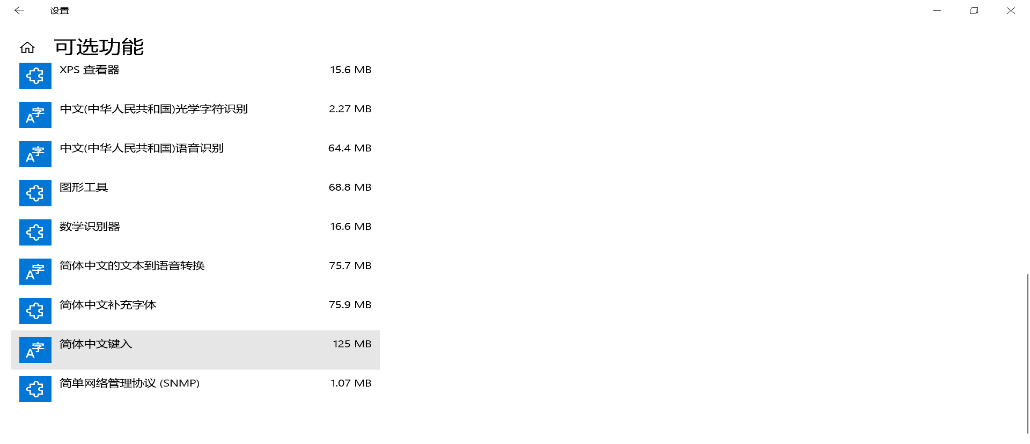 设置
可选功能
XPS 查看器 15.6 MB
中文(中华人民共和国)光学字符识别 2.27 MB
中文(中华人民共和国)语音识别 64.4 MB
图形工具 68.8 MB
数学识别器 16.6 MB
简体中文的文本到语音转换 75.7 MB
简体中文补充字体 75.9 MB
简体中文键入 125 MB
简单网络管理协议 (SNMP) 1.07 MB